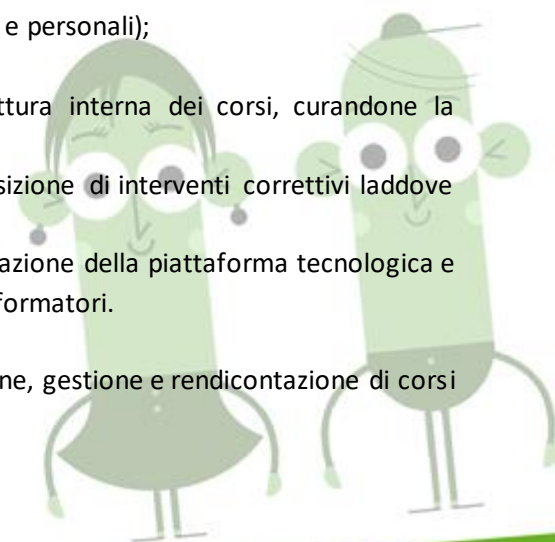 e personali);
ttura interna dei corsi, curandone la
sizione di interventi correttivi laddove
azione della piattaforma tecnologica e
formatori.
ne, gestione e rendicontazione di corsi